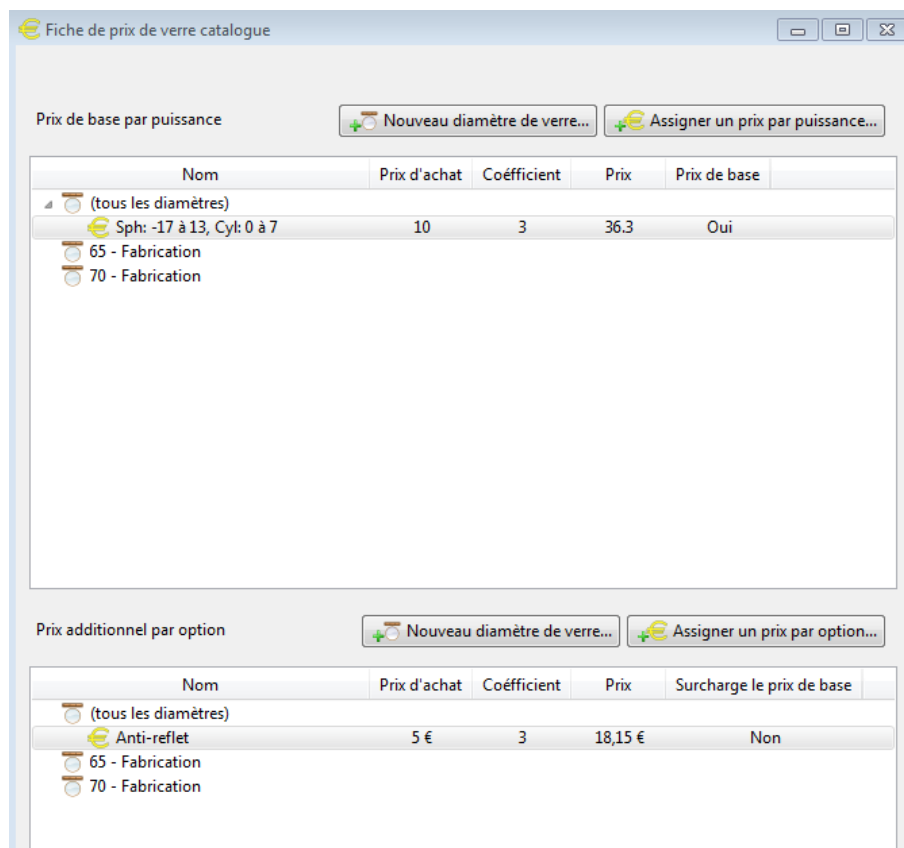 Fiche de prix de verre catalogue
Prix de base par puissance
Nouveau diamètre de verre...
Assigner un prix par puissance...
Nom Prix d'achat Coéfficient Prix Prix de base
(tous les diamètres)
Sph: -17 à 13, Cyl: 0 à 7 10 3 36.3 Oui
65 - Fabrication
70 - Fabrication
Prix additionnel par option
Nouveau diamètre de verre...
Assigner un prix par option...
Nom Prix d'achat Coéfficient Prix Surcharge le prix de base
(tous les diamètres)
Anti-reflet 5 € 3 18,15 € Non
65 - Fabrication
70 - Fabrication